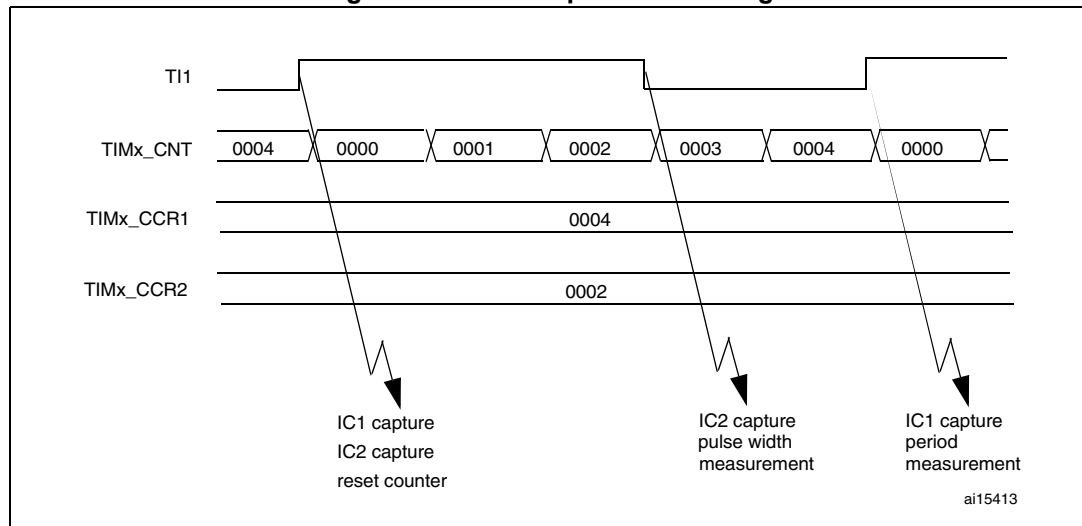 TI1
TIMx_CNT 0004 0000 0001 0002 0003 0004 0000
TIMx_CCR1 0004
TIMx_CCR2 0002
IC1 capture
IC2 capture
reset counter
IC2 capture
pulse width
measurement
IC1 capture
period
measurement
ai15413